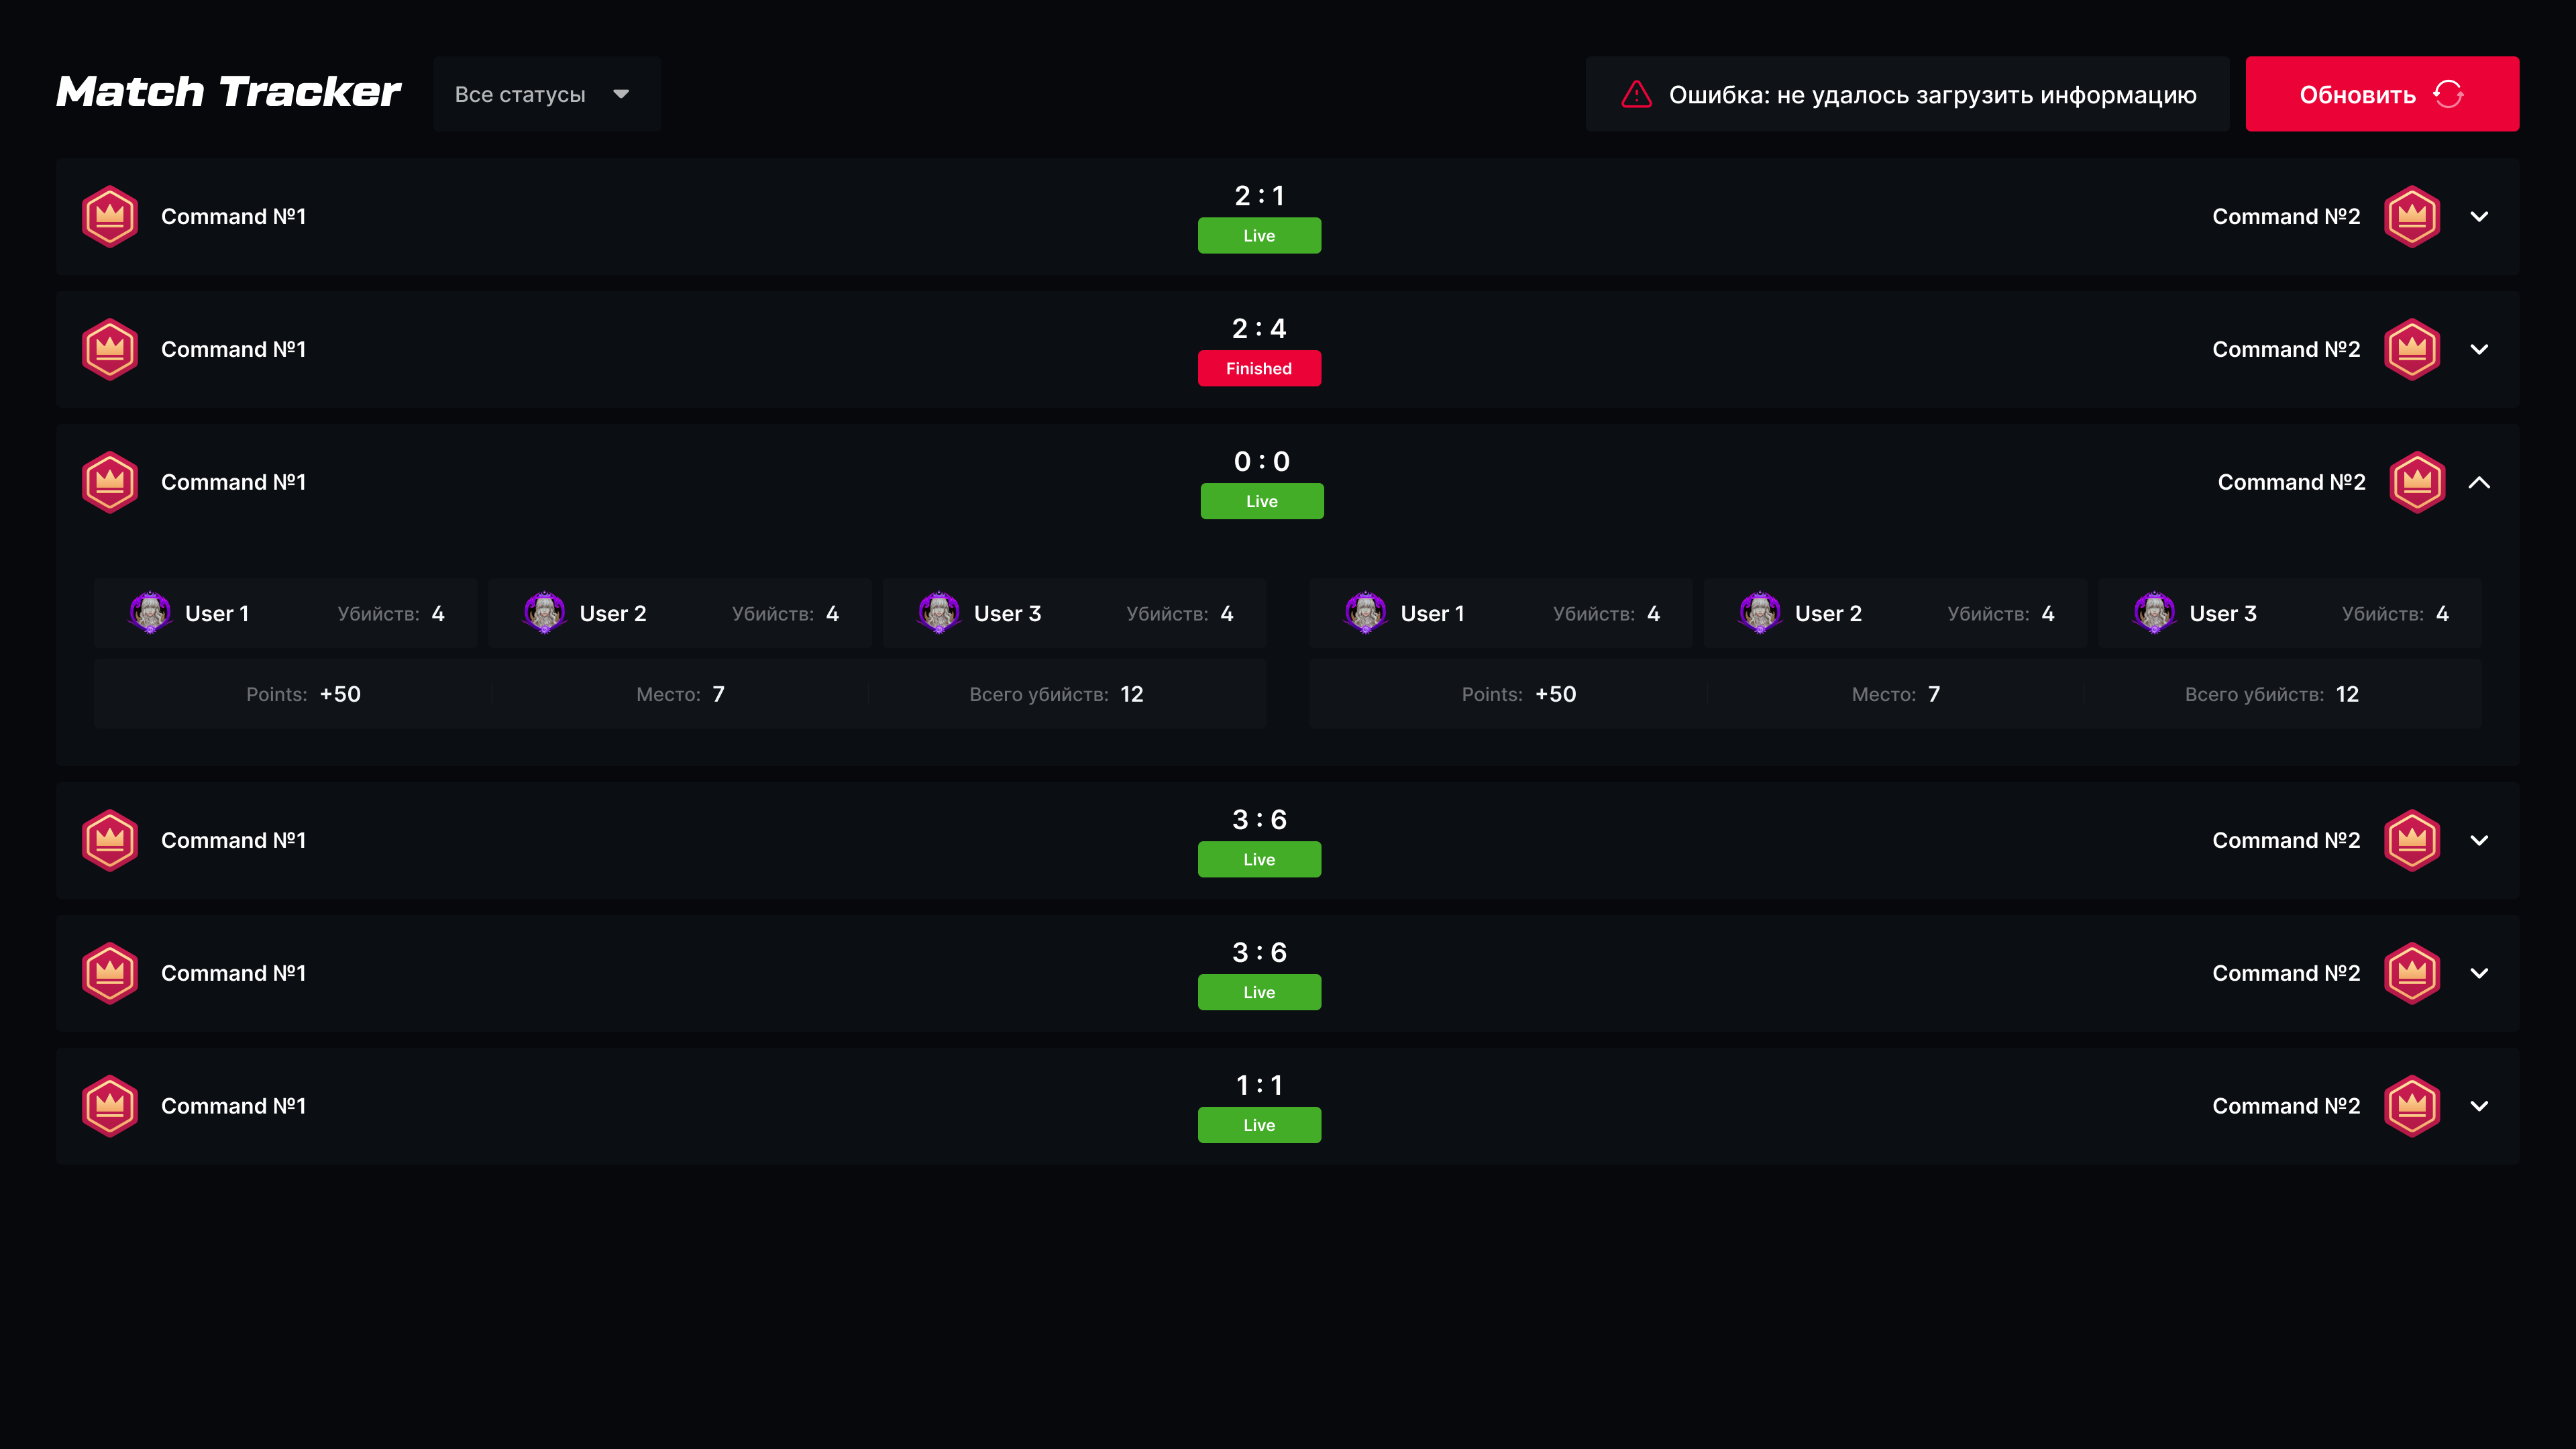 Match Tracker
Все статусы
Ошибка: не удалось загрузить информацию
Обновить
Command №1
2 : 1
Live
Command №2
Command №1
2 : 4
Finished
Command №2
Command №1
0 : 0
Live
Command №2
User 1 Убийств: 4
User 2 Убийств: 4
User 3 Убийств: 4
User 1 Убийств: 4
User 2 Убийств: 4
User 3 Убийств: 4
Points: +50
Место: 7
Всего убийств: 12
Points: +50
Место: 7
Всего убийств: 12
Command №1
3 : 6
Live
Command №2
Command №1
3 : 6
Live
Command №2
Command №1
1 : 1
Live
Command №2